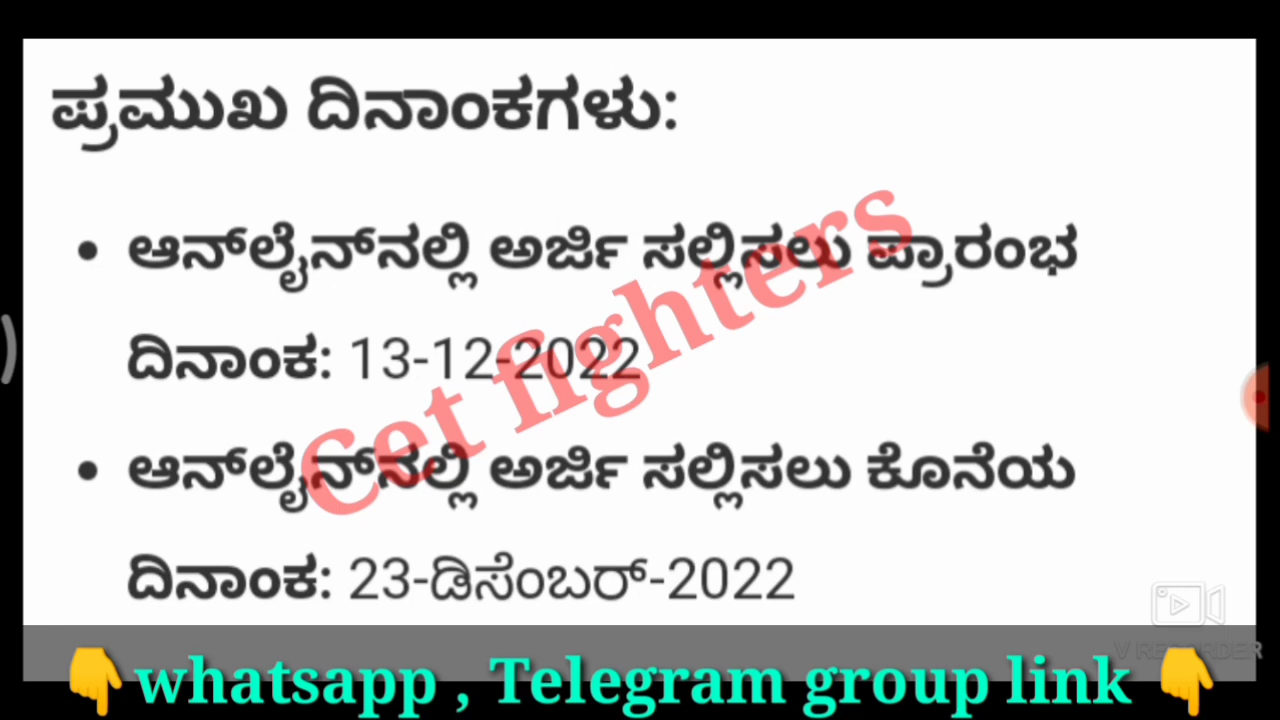 ಪ್ರಮುಖ ದಿನಾಂಕಗಳು:
• ಆನ್‌ಲೈನ್‌ನಲ್ಲಿ ಅರ್ಜಿ ಸಲ್ಲಿಸಲು ಪ್ರಾರಂಭ
ದಿನಾಂಕ: 13-12-2022
• ಆನ್‌ಲೈನ್‌ನಲ್ಲಿ ಅರ್ಜಿ ಸಲ್ಲಿಸಲು ಕೊನೆಯ
ದಿನಾಂಕ: 23-ಡಿಸೆಂಬರ್-2022
Cet fighters
V RECORDER
👇whatsapp , Telegram group link 👇